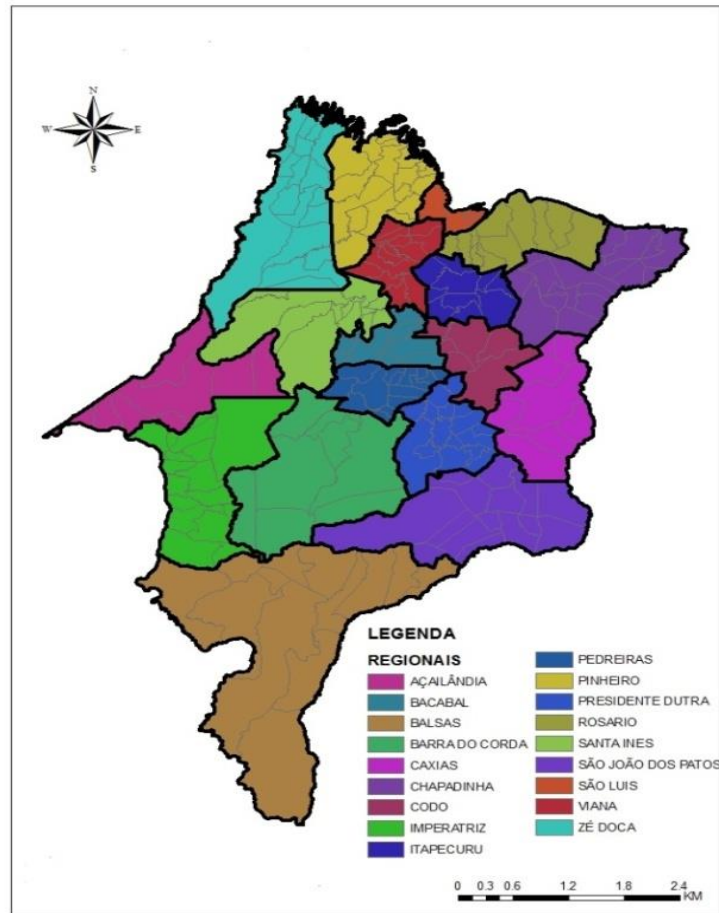 N
W E
S
LEGENDA
REGIONAIS
AÇAILÂNDIA
BACABAL
BALSAS
BARRA DO CORDA
CAXIAS
CHAPADINHA
CODO
IMPERATRIZ
ITAPECURU
PEDREIRAS
PINHEIRO
PRESIDENTE DUTRA
ROSARIO
SANTA INES
SÃO JOÃO DOS PATOS
SÃO LUIS
VIANA
ZÉ DOCA
0 0.3 0.6 1.2 1.8 2.4
KM